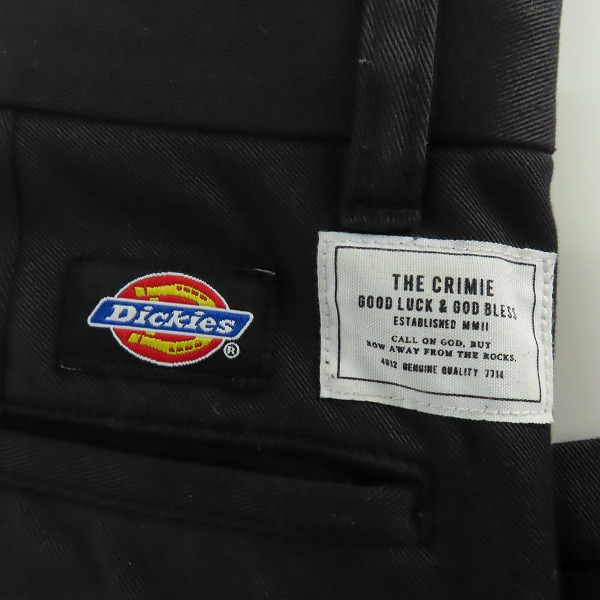 Dickies
®
THE CRIMIE
GOOD LUCK & GOD BLESS
ESTABLISHED MMII
CALL ON GOD, BUT
ROW AWAY FROM THE ROCKS.
4812 GENUINE QUALITY 7714